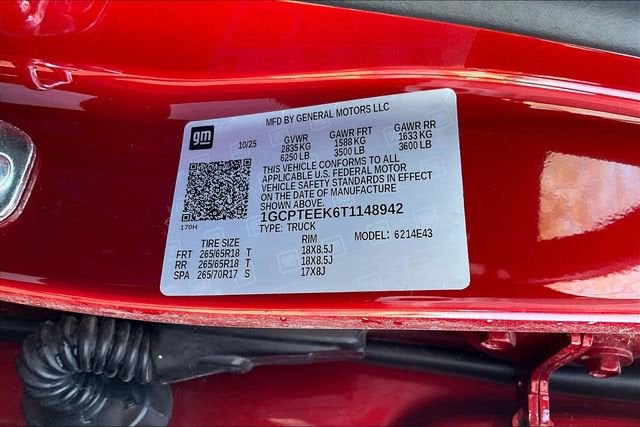 MFD BY GENERAL MOTORS LLC
gm
10/25 GVWR GAWR FRT GAWR RR
2835 KG 1588 KG 1633 KG
6250 LB 3500 LB 3600 LB
THIS VEHICLE CONFORMS TO ALL
APPLICABLE U.S. FEDERAL MOTOR
VEHICLE SAFETY STANDARDS IN EFFECT
ON THE DATE OF MANUFACTURE
SHOWN ABOVE.
1GCPTEEK6T1148942
170H
TYPE: TRUCK MODEL: 6214E43
TIRE SIZE RIM
FRT 265/65R18 T 18X8.5J
RR 265/65R18 T 18X8.5J
SPA 265/70R17 S 17X8J